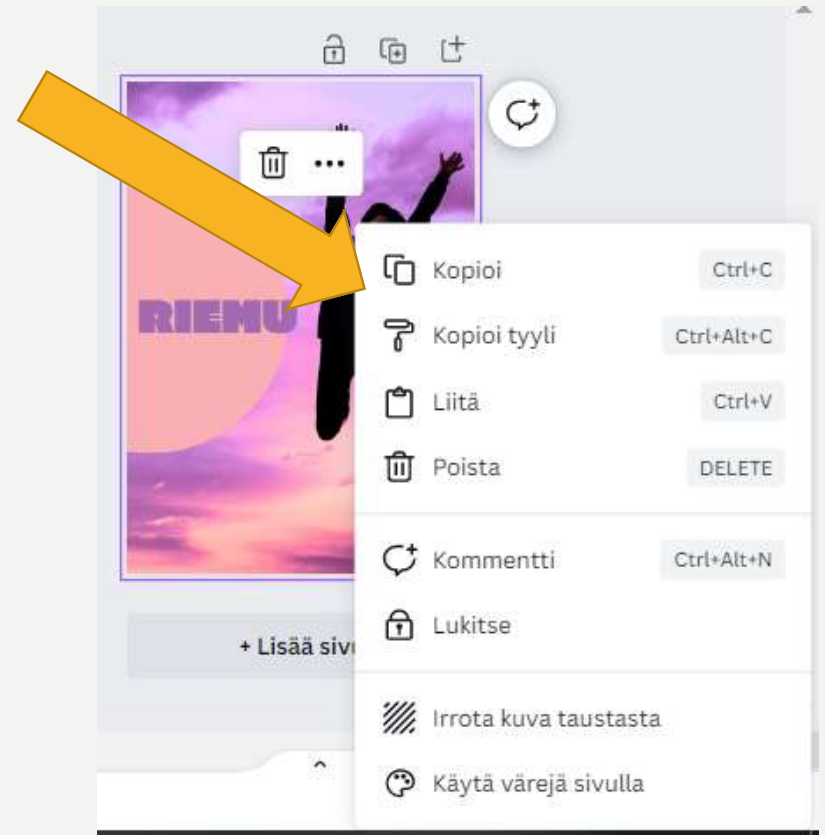 RIEMU
Kopioi Ctrl+C
Kopioi tyyli Ctrl+Alt+C
Liitä Ctrl+V
Poista DELETE
Kommentti Ctrl+Alt+N
+ Lisää
Lukitse
Irrota kuva taustasta
Käytä värejä sivulla